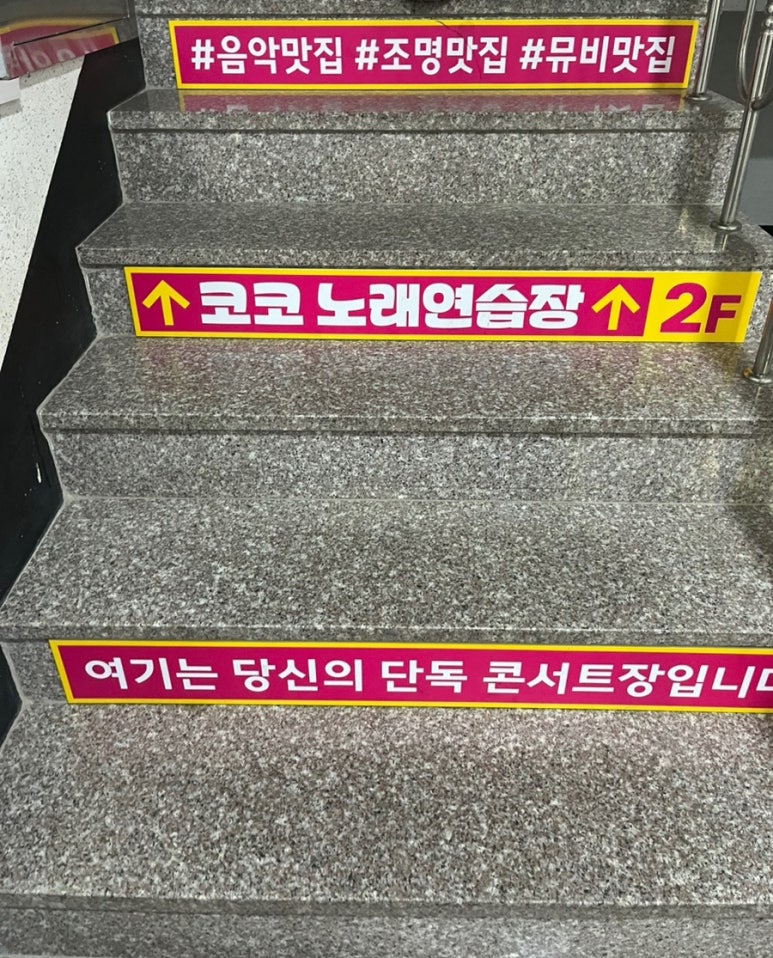 #음악맛집 #조명맛집 #뮤비맛집
↑ 코코 노래연습장 ↑ 2F
여기는 당신의 단독 콘서트장입니다